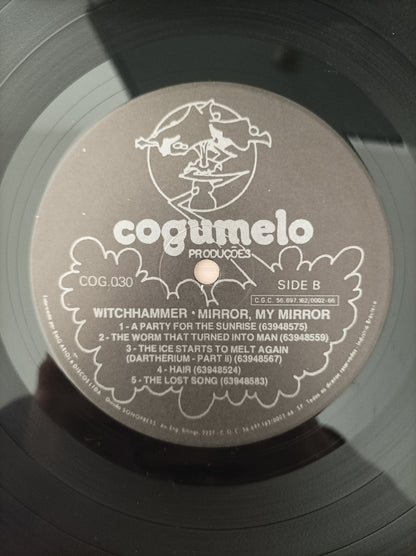 cogumelo
PRODUÇÕES
COG.030
SIDE B
C.G.C. 56.697.162/0002-66
WITCHHAMMER • MIRROR, MY MIRROR
1 - A PARTY FOR THE SUNRISE (63948575)
2 - THE WORM THAT TURNED INTO MAN (63948559)
3 - THE ICE STARTS TO MELT AGAIN
(DARTHERIUM - PART II) (63948567)
4 - HAIR (63948524)
5 - THE LOST SONG (63948583)